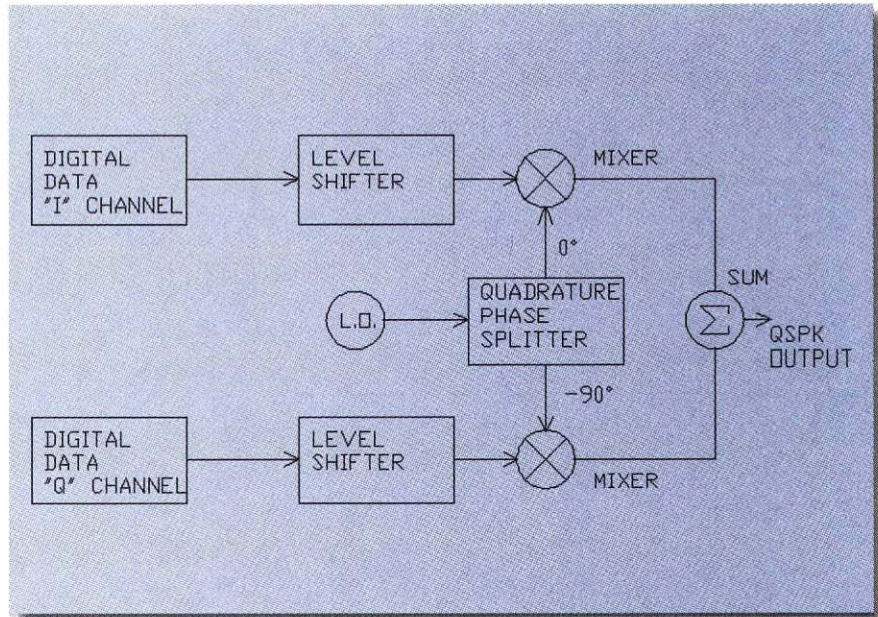 DIGITAL
DATA
"I" CHANNEL
LEVEL
SHIFTER
MIXER
0°
L.O.
QUADRATURE
PHASE
SPLITTER
SUM
Σ
QSPK
OUTPUT
-90°
DIGITAL
DATA
"Q" CHANNEL
LEVEL
SHIFTER
MIXER